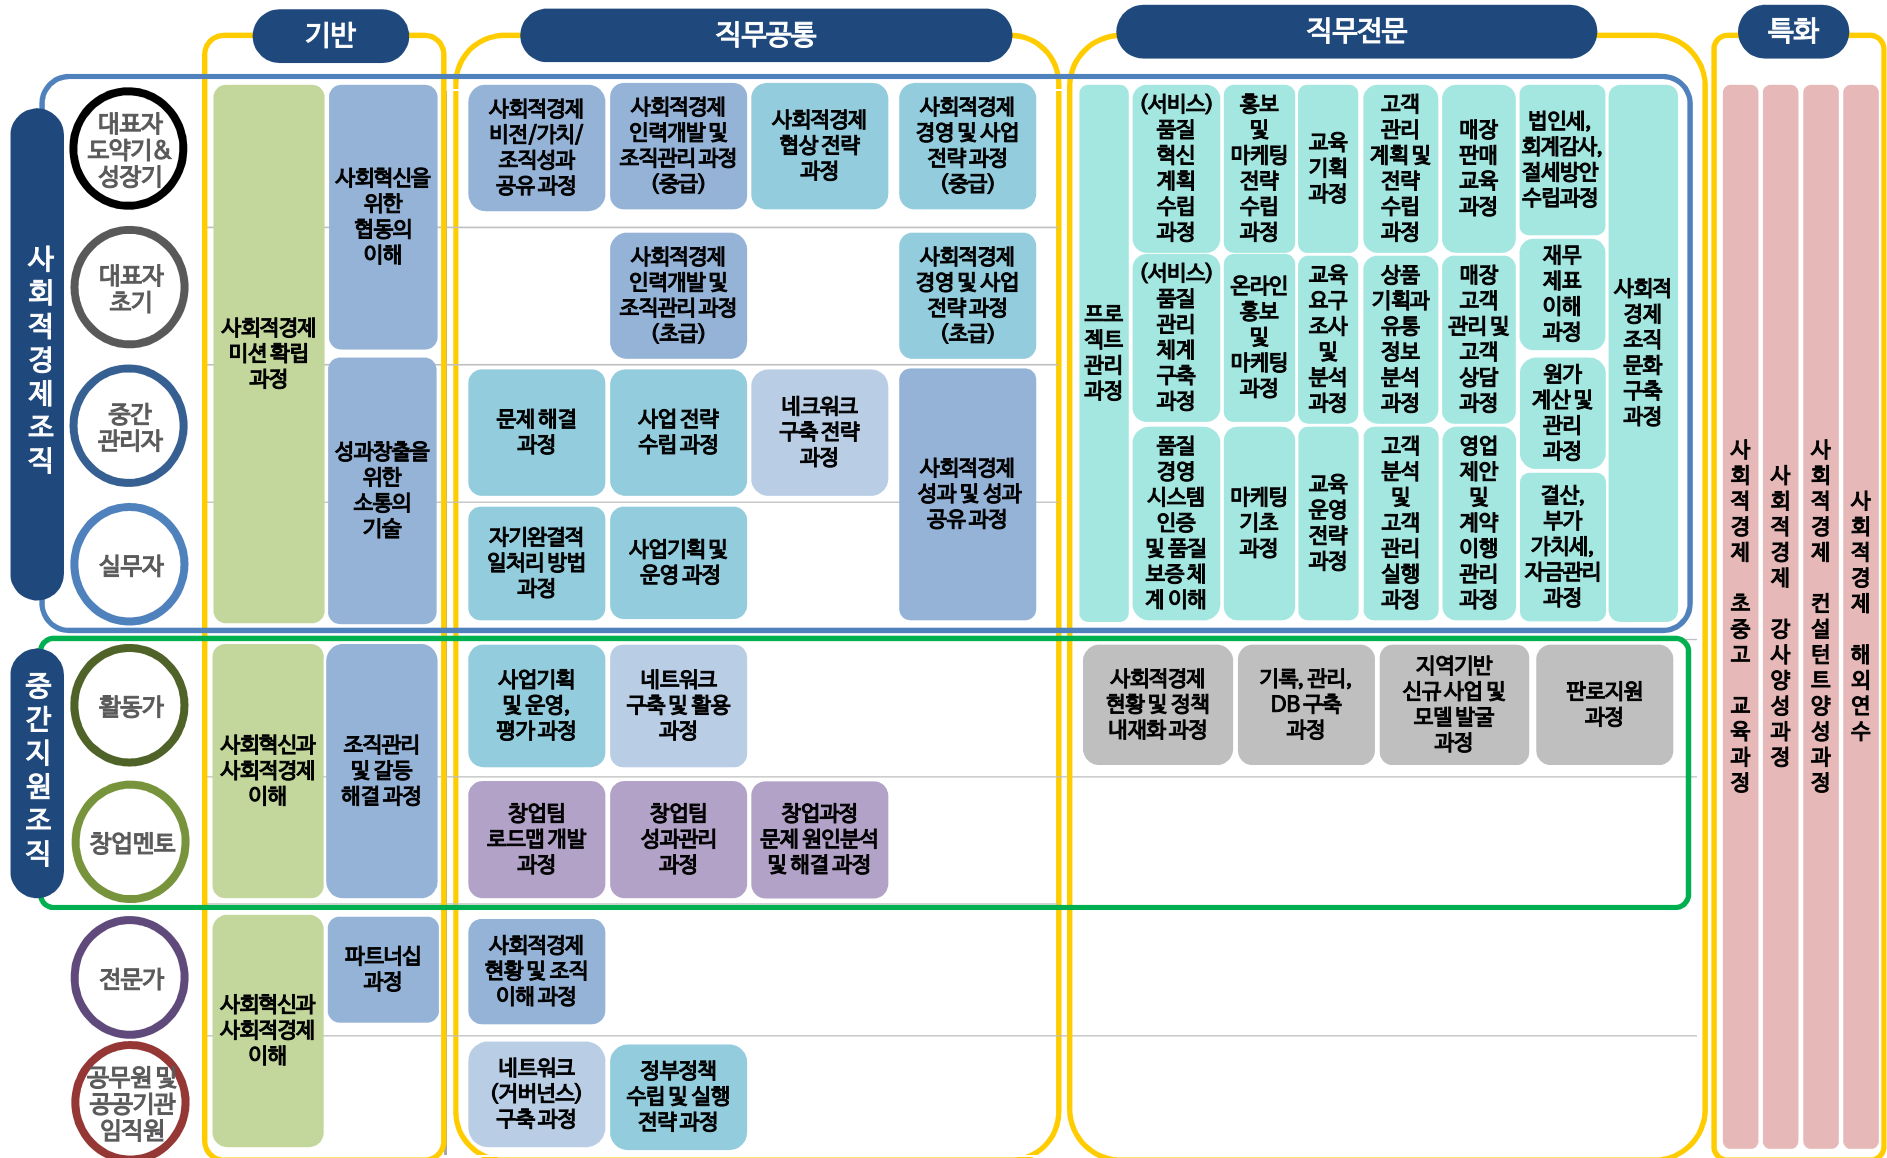 기반
직무공통
직무전문
특화
사회적경제조직
대표자
도약기&
성장기
대표자
초기
중간
관리자
실무자
사회적경제
미션 확립
과정
사회혁신을
위한
협동의
이해
성과창출을
위한
소통의
기술
사회적경제
비전/가치/
조직성과
공유 과정
사회적경제
인력개발 및
조직관리 과정
(중급)
사회적경제
협상 전략
과정
사회적경제
경영 및 사업
전략 과정
(중급)
사회적경제
인력개발 및
조직관리 과정
(초급)
사회적경제
경영 및 사업
전략 과정
(초급)
문제 해결
과정
사업 전략
수립 과정
네크워크
구축 전략
과정
사회적경제
성과 및 성과
공유 과정
자기완결적
일처리 방법
과정
사업기획 및
운영 과정
프로
젝트
관리
과정
(서비스)
품질
혁신
계획
수립
과정
홍보
및
마케팅
전략
수립
과정
교육
기획
과정
고객
관리
계획 및
전략
수립
과정
매장
판매
교육
과정
법인세,
회계감사,
절세방안
수립과정
(서비스)
품질
관리
체계
구축
과정
온라인
홍보
및
마케팅
과정
교육
요구
조사
및
분석
과정
상품
기획과
유통
정보
분석
과정
매장
고객
관리 및
고객
상담
과정
재무
제표
이해
과정
원가
계산 및
관리
과정
품질
경영
시스템
인증
및 품질
보증 체
계 이해
마케팅
기초
과정
교육
운영
전략
과정
고객
분석
및
고객
관리
실행
과정
영업
제안
및
계약
이행
관리
과정
결산,
부가
가치세,
자금관리
과정
사회적
경제
조직
문화
구축
과정
중간지원조직
활동가
창업멘토
사회혁신과
사회적경제
이해
조직관리
및 갈등
해결 과정
사업기획
및 운영,
평가 과정
네트워크
구축 및 활용
과정
사회적경제
현황 및 정책
내재화 과정
기록, 관리,
DB 구축
과정
지역기반
신규 사업 및
모델 발굴
과정
판로지원
과정
창업팀
로드맵 개발
과정
창업팀
성과관리
과정
창업과정
문제 원인분석
및 해결 과정
전문가
공무원 및
공공기관
임직원
사회혁신과
사회적경제
이해
파트너십
과정
사회적경제
현황 및 조직
이해 과정
네트워크
(거버넌스)
구축 과정
정부정책
수립 및 실행
전략 과정
사회적경제 초중고 교육과정
사회적경제 강사양성과정
사회적경제 컨설턴트양성과정
사회적경제 해외연수